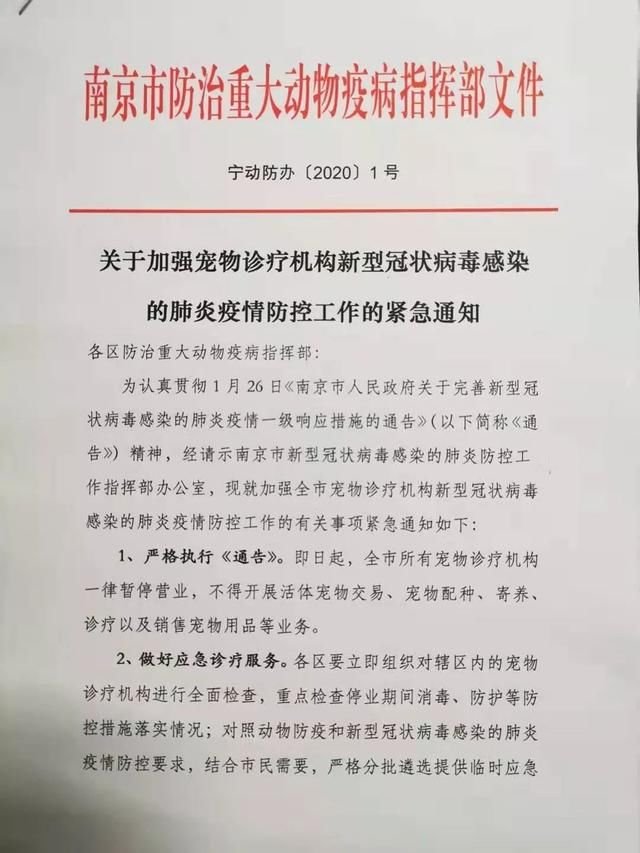 南京市防治重大动物疫病指挥部文件
宁动防办〔2020〕1号
关于加强宠物诊疗机构新型冠状病毒感染
的肺炎疫情防控工作的紧急通知
各区防治重大动物疫病指挥部：
为认真贯彻1月26日《南京市人民政府关于完善新型冠
状病毒感染的肺炎疫情一级响应措施的通告》（以下简称《通
告》）精神，经请示南京市新型冠状病毒感染的肺炎防控工
作指挥部办公室，现就加强全市宠物诊疗机构新型冠状病毒
感染的肺炎疫情防控工作的有关事项紧急通知如下：
1、严格执行《通告》。即日起，全市所有宠物诊疗机构
一律暂停营业，不得开展活体宠物交易、宠物配种、寄养、
诊疗以及销售宠物用品等业务。
2、做好应急诊疗服务。各区要立即组织对辖区内的宠物
诊疗机构进行全面检查，重点检查停业期间消毒、防护等防
控措施落实情况；对照动物防疫和新型冠状病毒感染的肺炎
疫情防控要求，结合市民需要，严格分批遴选提供临时应急